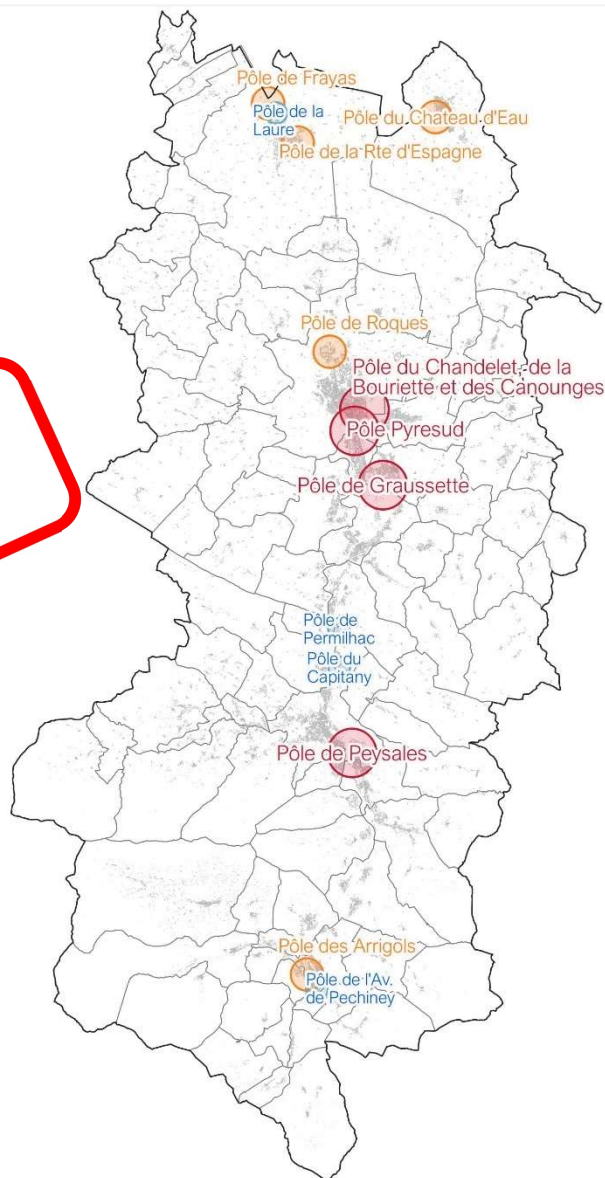 Pôle de Frayas
Pôle de la
Laure
Pôle du Chateau d'Eau
Pôle de la Rte d'Espagne
Pôle de Roques
Pôle du Chandelet, de la
Bouriette et des Canounges
Pôle Pyresud
Pôle de Graussette
Pôle de
Permilhac
Pôle du
Capitany
Pôle de Peysales
Pôle des Arrigols
Pôle de l'Av.
de Pechiney